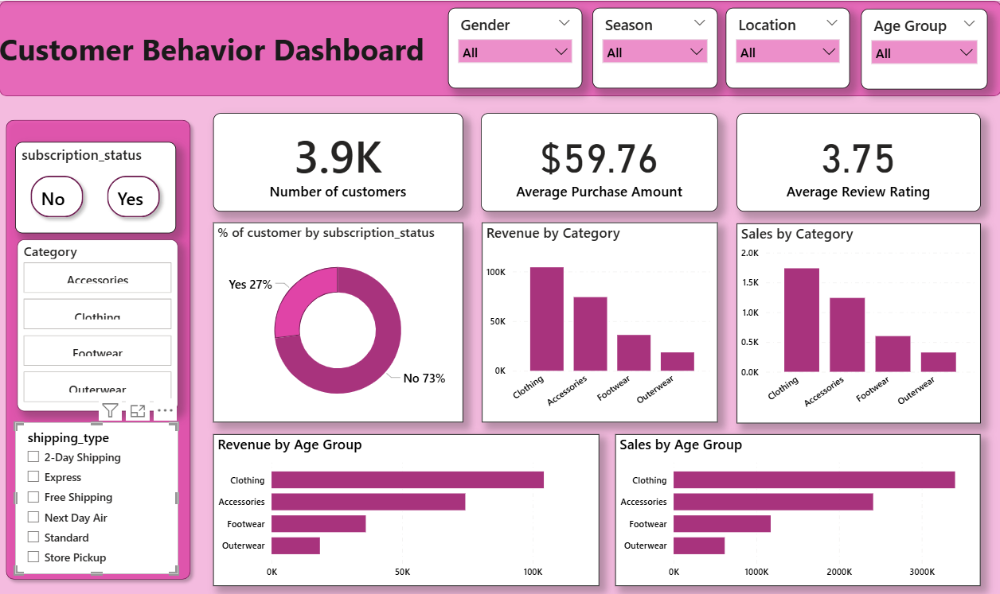 Customer Behavior Dashboard
Gender
All
Season
All
Location
All
Age Group
All
subscription_status
No
Yes
Category
Accessories
Clothing
Footwear
Outerwear
shipping_type
2-Day Shipping
Express
Free Shipping
Next Day Air
Standard
Store Pickup
3.9K
Number of customers
$59.76
Average Purchase Amount
3.75
Average Review Rating
% of customer by subscription_status
Yes 27%
No 73%
Revenue by Category
100K
50K
0K
Clothing
Accessories
Footwear
Outerwear
Sales by Category
2.0K
1.5K
1.0K
0.5K
0.0K
Clothing
Accessories
Footwear
Outerwear
Revenue by Age Group
Clothing
Accessories
Footwear
Outerwear
0K
50K
100K
Sales by Age Group
Clothing
Accessories
Footwear
Outerwear
0K
1000K
2000K
3000K